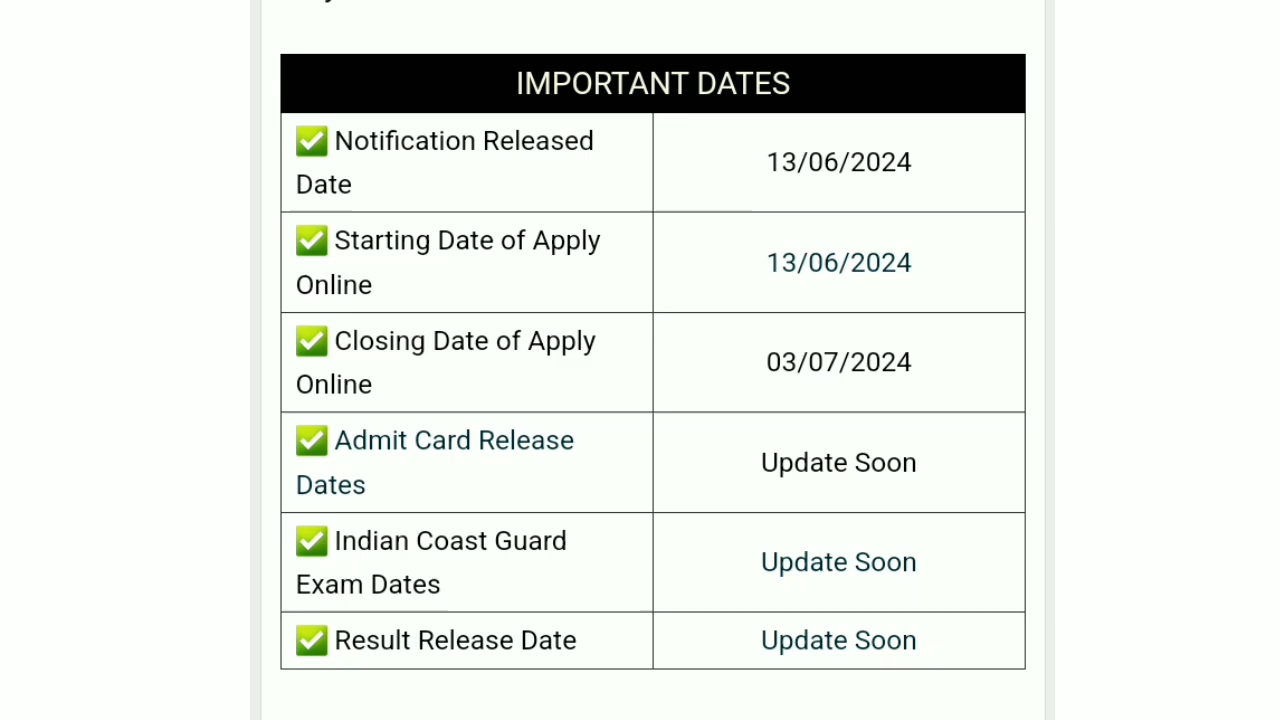 IMPORTANT DATES
✅ Notification Released
Date
13/06/2024
✅ Starting Date of Apply
Online
13/06/2024
✅ Closing Date of Apply
Online
03/07/2024
✅ Admit Card Release
Dates
Update Soon
✅ Indian Coast Guard
Exam Dates
Update Soon
✅ Result Release Date
Update Soon